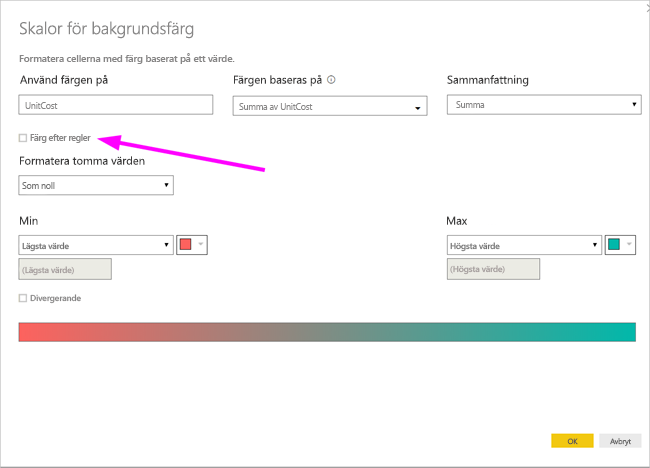 Skalor för bakgrundsfärg
Formatera cellerna med färg baserat på ett värde.
Använd färgen på
Färgen baseras på
Sammanfattning
UnitCost
Summa av UnitCost
Summa
Färg efter regler
Formatera tomma värden
Som noll
Min
Max
Lägsta värde
Högsta värde
(Lägsta värde)
(Högsta värde)
Divergerande
OK
Avbryt